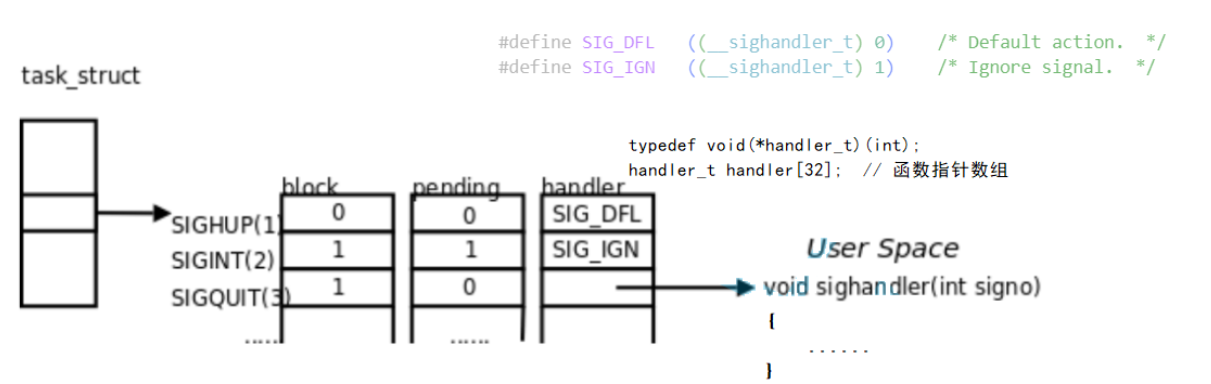 #define SIG_DFL ((__sighandler_t) 0) /* Default action. */
#define SIG_IGN ((__sighandler_t) 1) /* Ignore signal. */
task_struct
typedef void(*handler_t)(int);
handler_t handler[32]; // 函数指针数组
block pending handler
SIGHUP(1) 0 0 SIG_DFL
SIGINT(2) 1 1 SIG_IGN
SIGQUIT(3) 1 0
User Space
void sighandler(int signo)
{
...... ...... ......
}